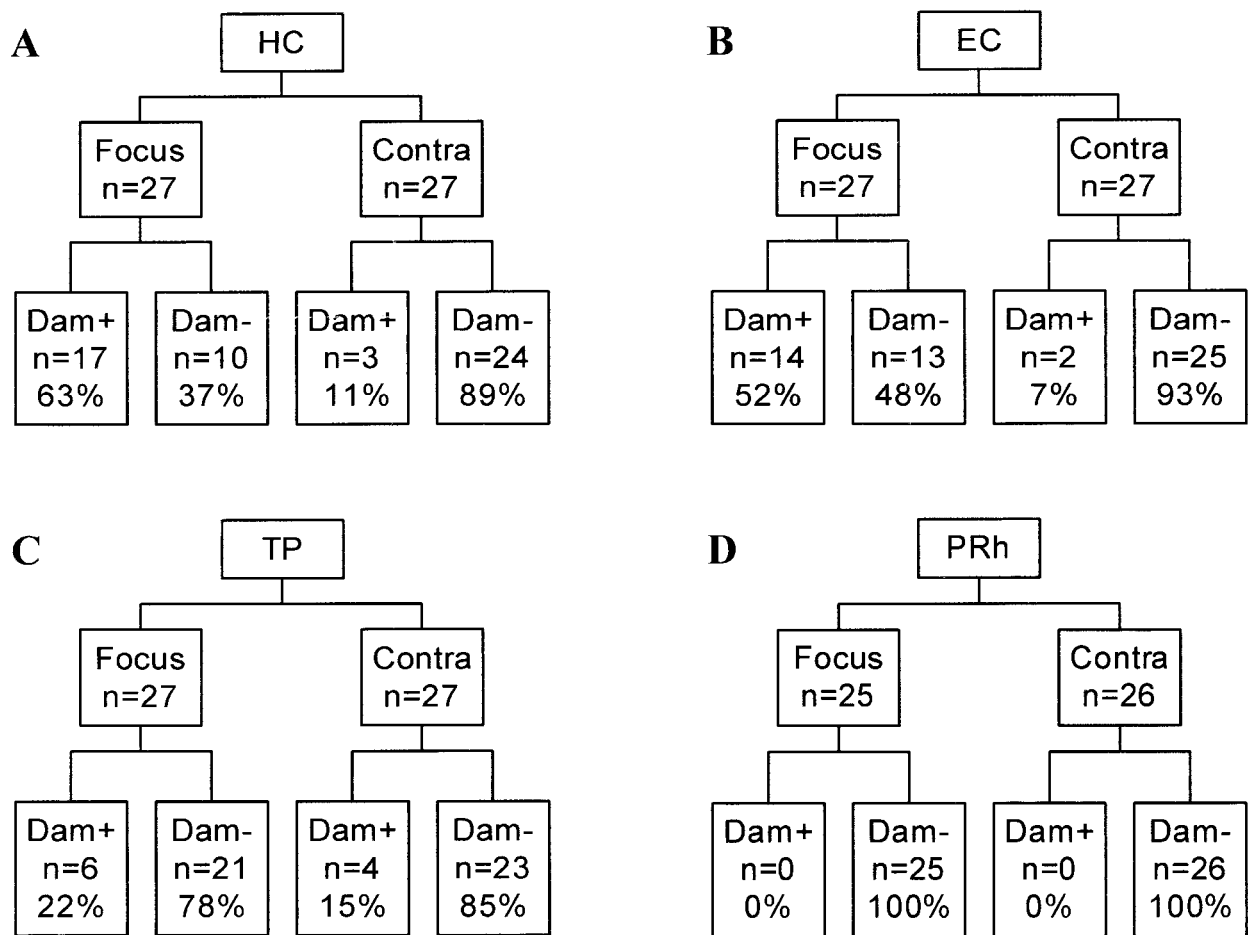 A
HC
Focus
n=27
Contra
n=27
Dam+
n=17
63%
Dam-
n=10
37%
Dam+
n=3
11%
Dam-
n=24
89%
B
EC
Focus
n=27
Contra
n=27
Dam+
n=14
52%
Dam-
n=13
48%
Dam+
n=2
7%
Dam-
n=25
93%
C
TP
Focus
n=27
Contra
n=27
Dam+
n=6
22%
Dam-
n=21
78%
Dam+
n=4
15%
Dam-
n=23
85%
D
PRh
Focus
n=25
Contra
n=26
Dam+
n=0
0%
Dam-
n=25
100%
Dam+
n=0
0%
Dam-
n=26
100%